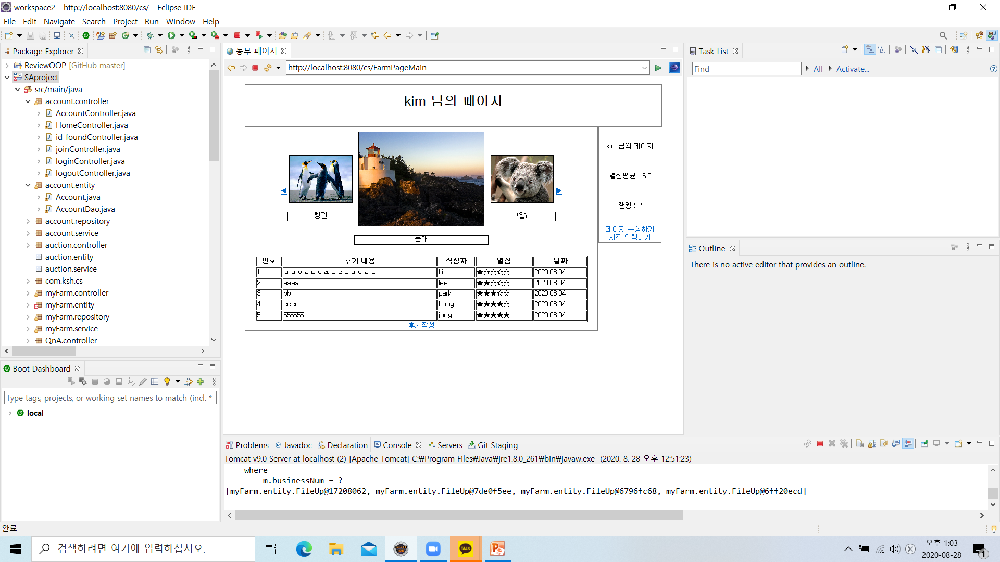 workspace2 - http://localhost:8080/cs/ - Eclipse IDE
File Edit Navigate Search Project Run Window Help
Package Explorer
ReviewOOP [GitHub master]
SAproject
src/main/java
account.controller
AccountController.java
HomeController.java
id_foundController.java
joinController.java
loginController.java
logoutController.java
account.entity
Account.java
AccountDao.java
account.repository
account.service
auction.controller
auction.entity
auction.service
com.ksh.cs
myFarm.controller
myFarm.entity
myFarm.repository
myFarm.service
QnA.controller
Boot Dashboard
Type tags, projects, or working set names to match (incl. *
local
농부 페이지
http://localhost:8080/cs/FarmPageMain
kim 님의 페이지
펭귄
등대
코알라
kim 님의 페이지
별점평균 : 6.0
랭킹 : 2
페이지 수정하기
사진 입력하기
번호 후기 내용 작성자 별점 날짜
1 kim ★☆☆☆☆ 2020.08.04
2 aaaa lee ★★☆☆☆ 2020.08.04
3 bb park ★★★☆☆ 2020.08.04
4 cccc hong ★★★★☆ 2020.08.04
5 555555 jung ★★★★★ 2020.08.04
후기작성
Task List
Find All Activate...
Outline
There is no active editor that provides an outline.
Problems @ Javadoc Declaration Console Servers Git Staging
Tomcat v9.0 Server at localhost (2) [Apache Tomcat] C:₩Program Files₩Java₩jre1.8.0_261₩bin₩javaw.exe (2020. 8. 28 오후 12:51:23)
where
m.businessNum = ?
[myFarm.entity.FileUp@17208062, myFarm.entity.FileUp@7de0f5ee, myFarm.entity.FileUp@6796fc68, myFarm.entity.FileUp@6ff20ecd]
완료
검색하려면 여기에 입력하십시오.
TALK
오후 1:03
2020-08-28
1